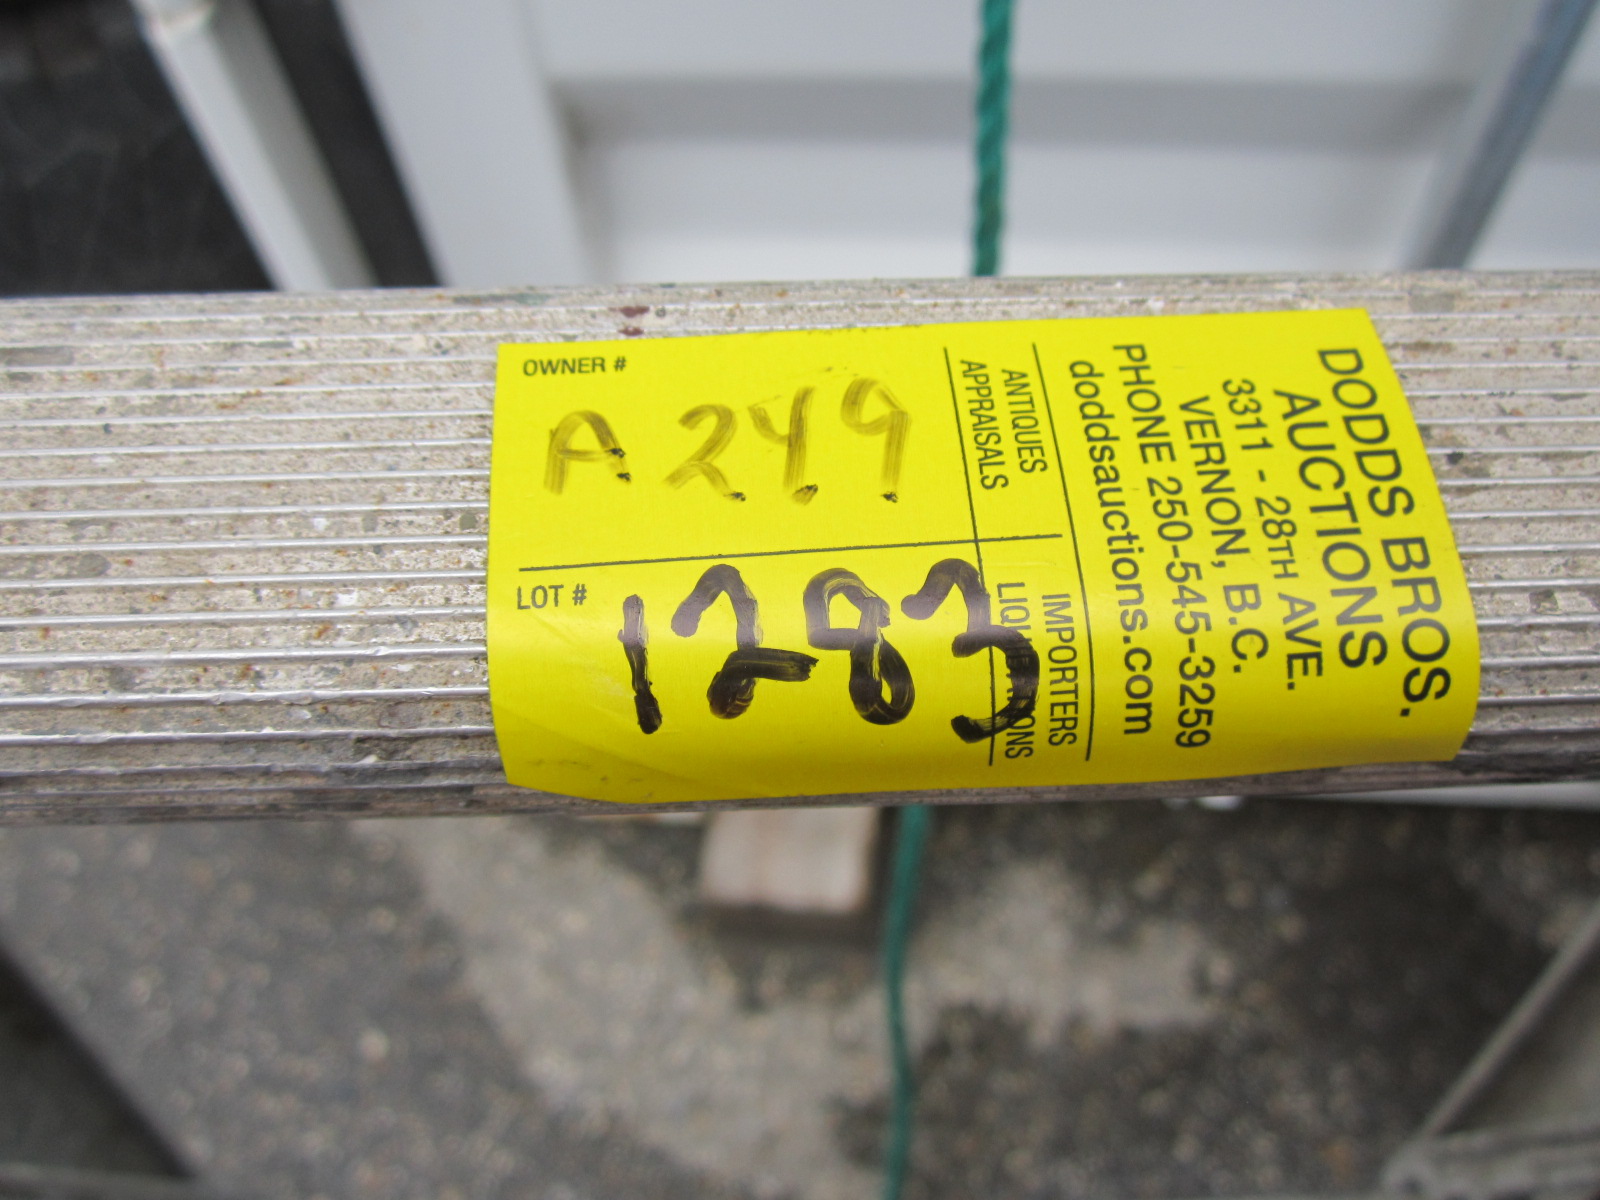 OWNER #
A249
LOT #
1283
ANTIQUES
APPRAISALS
IMPORTERS
LIQUIDATIONS
DODDS BROS.
AUCTIONS
3311 - 28TH AVE.
VERNON, B.C.
PHONE 250-545-3259
doddsauctions.com